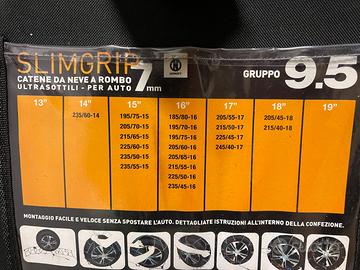 SLIMGRIP 7mm
GRUPPO 9.5
CATENE DA NEVE A ROMBO
ULTRASOTTILI - PER AUTO
13" 14" 15" 16" 17" 18" 19"
235/60-14 195/75-15 185/80-16 205/55-17 205/45-18
205/70-15 195/75-16 215/50-17 215/40-18
215/65-15 195/65-16 225/45-17
225/60-15 205/60-16 245/40-17
235/50-15 205/65-16
235/55-15 215/55-16
225/50-16
235/45-16
MONTAGGIO FACILE E VELOCE SENZA SPOSTARE L'AUTO. DETTAGLIATE ISTRUZIONI ALL'INTERNO DELLA CONFEZIONE.